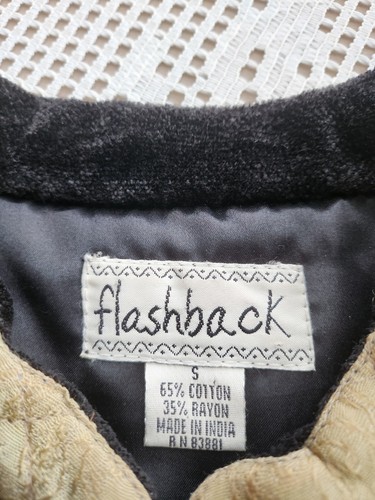 flashback
S
65% COTTON
35% RAYON
MADE IN INDIA
R N 83881